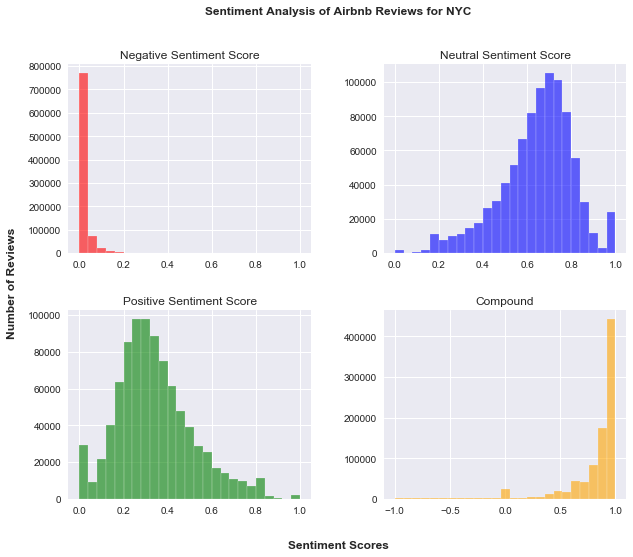 Sentiment Analysis of Airbnb Reviews for NYC
Negative Sentiment Score
800000
700000
600000
500000
400000
300000
200000
100000
0
0.0 0.2 0.4 0.6 0.8 1.0
Neutral Sentiment Score
100000
80000
60000
40000
20000
0
0.0 0.2 0.4 0.6 0.8 1.0
Number of Reviews
Positive Sentiment Score
100000
80000
60000
40000
20000
0
0.0 0.2 0.4 0.6 0.8 1.0
Compound
400000
300000
200000
100000
0
−1.0 −0.5 0.0 0.5 1.0
Sentiment Scores